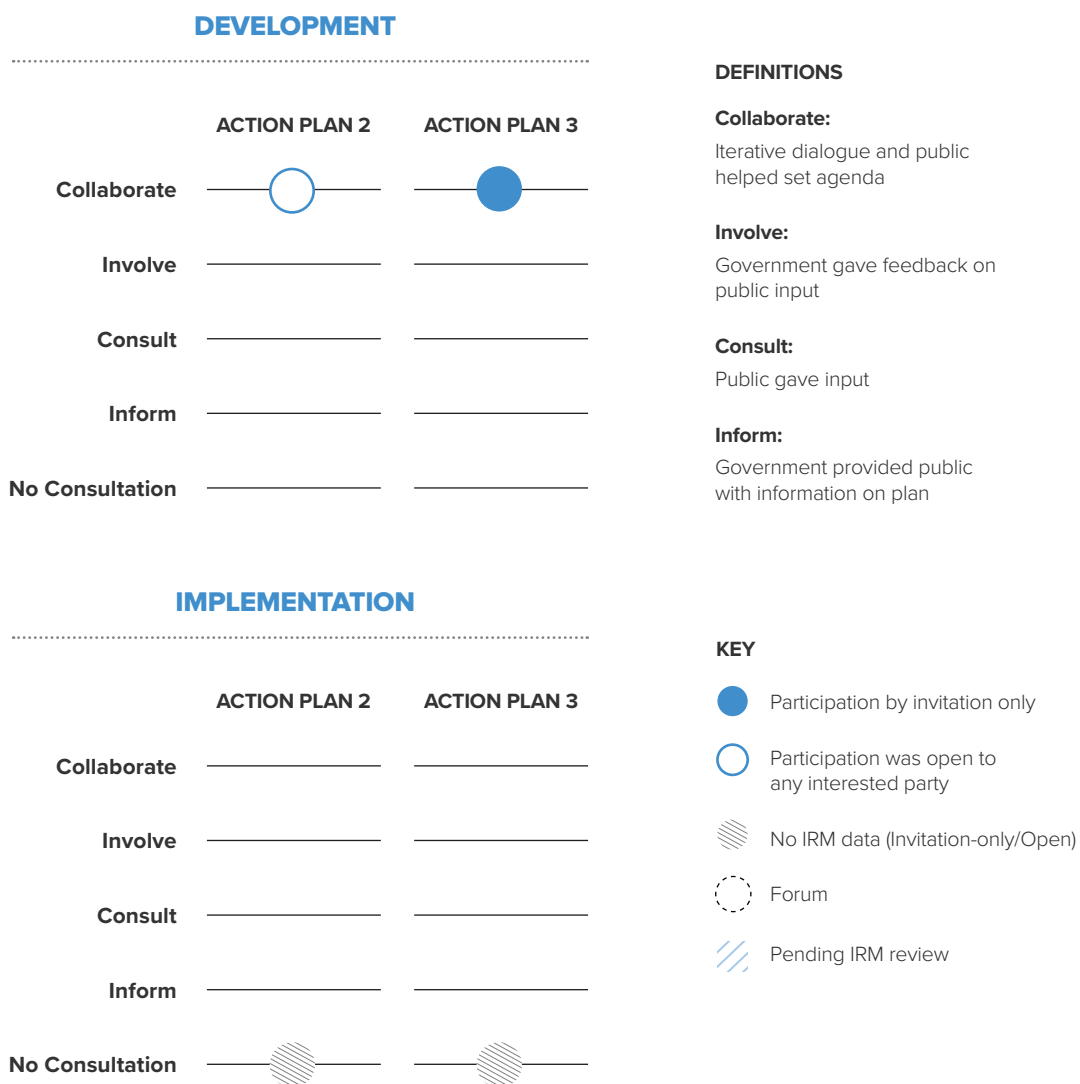 DEVELOPMENT
ACTION PLAN 2
ACTION PLAN 3
Collaborate
Involve
Consult
Inform
No Consultation
DEFINITIONS
Collaborate:
Iterative dialogue and public
helped set agenda
Involve:
Government gave feedback on
public input
Consult:
Public gave input
Inform:
Government provided public
with information on plan
IMPLEMENTATION
ACTION PLAN 2
ACTION PLAN 3
Collaborate
Involve
Consult
Inform
No Consultation
KEY
Participation by invitation only
Participation was open to
any interested party
No IRM data (Invitation-only/Open)
Forum
Pending IRM review